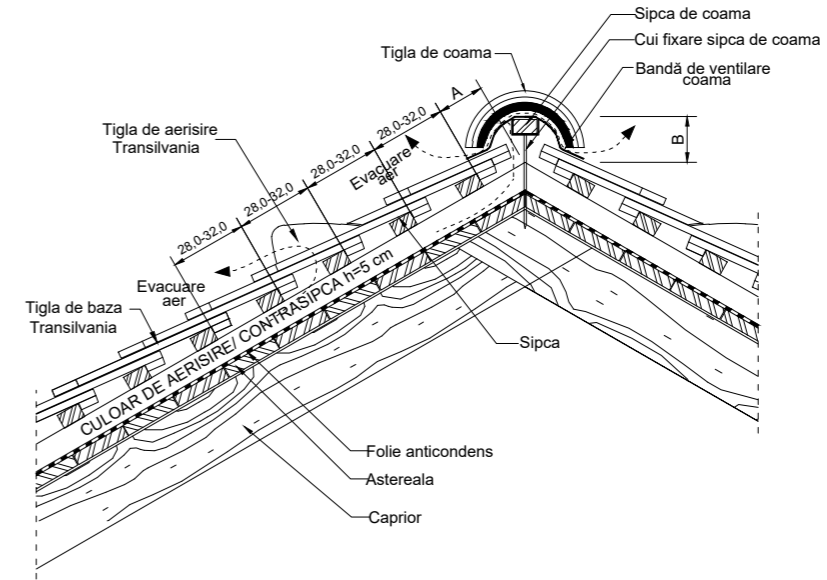 Sipca de coama
Cui fixare sipca de coama
Tigla de coama
Bandă de ventilare
coama
A
B
Tigla de aerisire
Transilvania
28,0-32,0
28,0-32,0
28,0-32,0
28,0-32,0
Evacuare
aer
Evacuare
aer
Tigla de baza
Transilvania
CULOAR DE AERISIRE/ CONTRASIPCA h=5 cm
Sipca
Folie anticondens
Astereala
Caprior